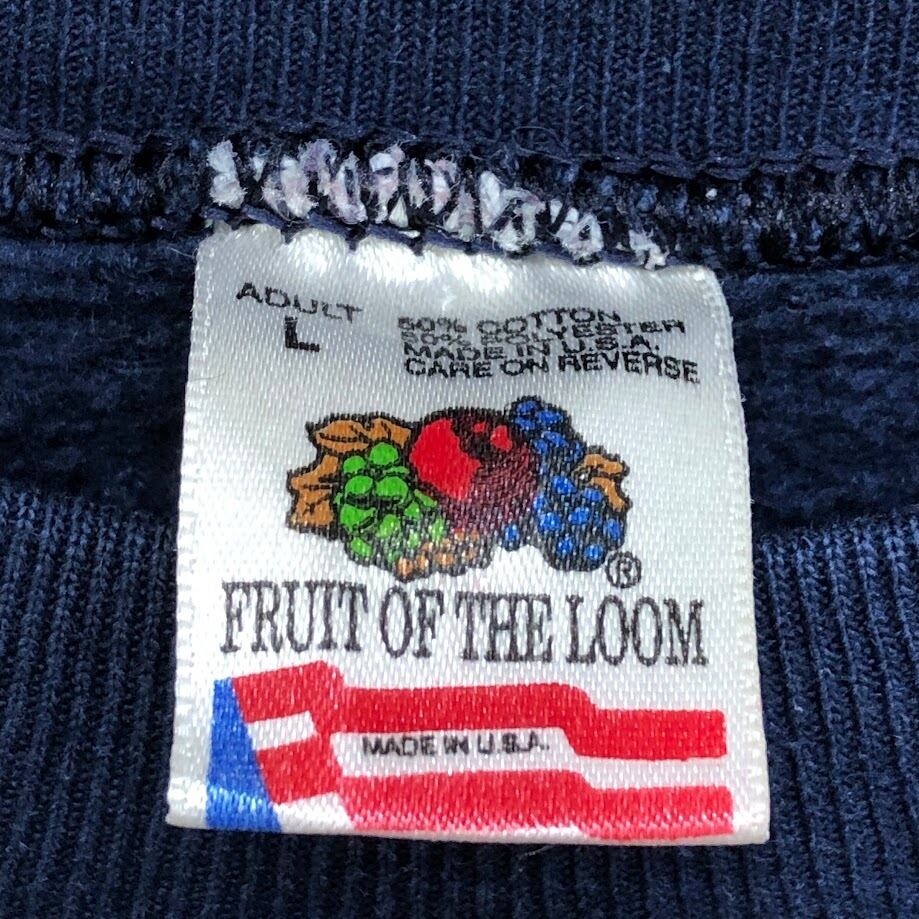 ADULT
L
50% COTTON
50% POLYESTER
MADE IN U.S.A.
CARE ON REVERSE
®
FRUIT OF THE LOOM
MADE IN U.S.A.